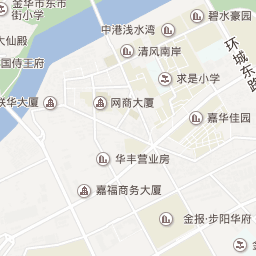 金华市东市
街小学
大仙殿
国侍王府
碧水豪园
中港浅水湾
清风南岸
环城东路
求是小学
联华大厦
网商大厦
嘉华佳园
华丰营业房
嘉福商务大厦
金报·步阳华府